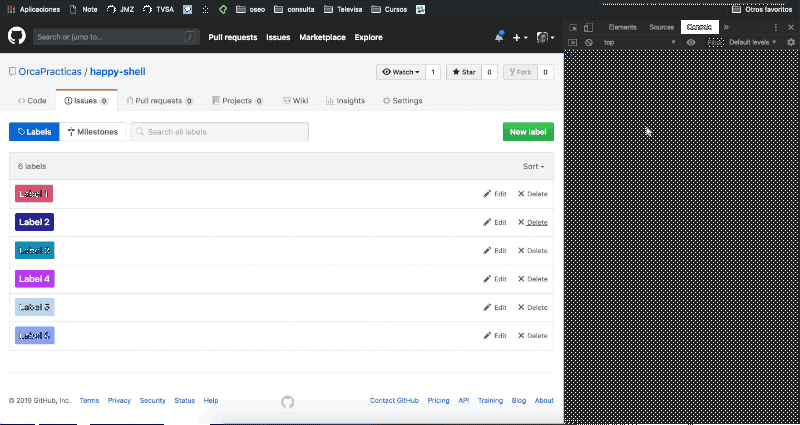 Aplicaciones Note JMZ TVSA oseo consulta Televisa Cursos Otros favoritos
Search or jump to... / Pull requests Issues Marketplace Explore
Elements Sources Console »
top Default levels
OrcaPracticas / happy-shell
Watch 1 Star 0 Fork 0
Code Issues 0 Pull requests 0 Projects 0 Wiki Insights Settings
Labels Milestones Search all labels New label
6 labels Sort
Label 1 Edit Delete
Label 2 Edit Delete
Label 3 Edit Delete
Label 4 Edit Delete
Label 5 Edit Delete
Label 6 Edit Delete
© 2019 GitHub, Inc. Terms Privacy Security Status Help Contact GitHub Pricing API Training Blog About